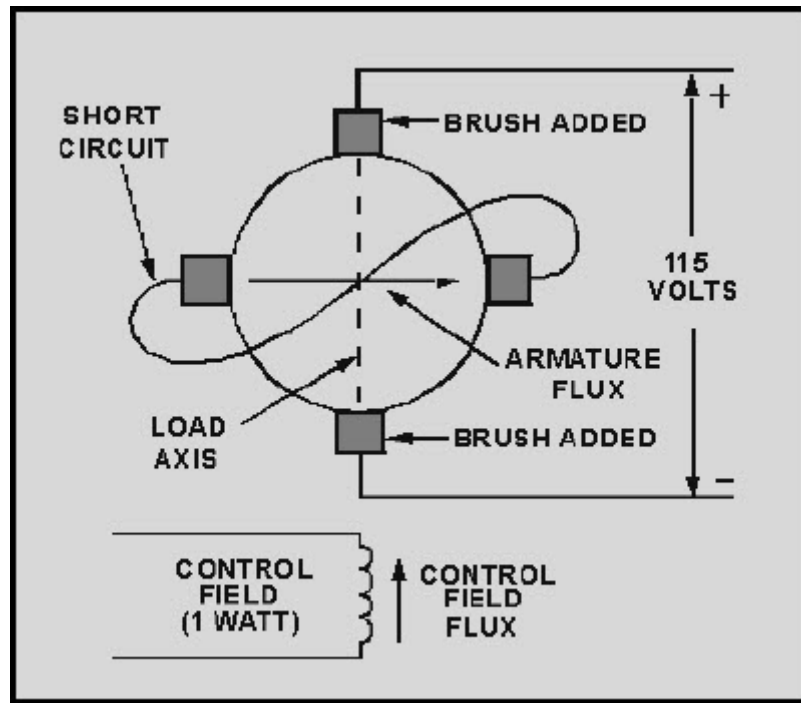 SHORT
CIRCUIT
BRUSH ADDED
+
115
VOLTS
ARMATURE
FLUX
LOAD
AXIS
BRUSH ADDED
–
CONTROL
FIELD
(1 WATT)
CONTROL
FIELD
FLUX